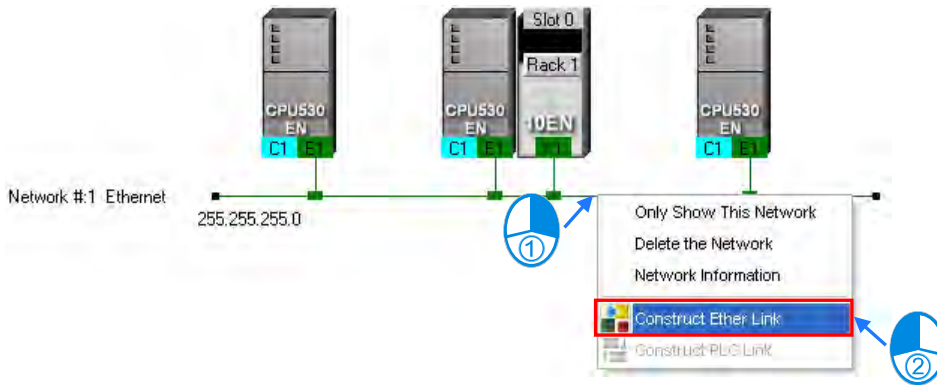 Slot 0
Rack 1
CPU530
EN
C1 E1
CPU530
EN
C1 E1
10EN
CPU530
EN
C1 E1
Network #:1 Ethernet
255.255.255.0
①
Only Show This Network
Delete the Network
Network Information
Construct Ether Link
Construct PLC Link
②